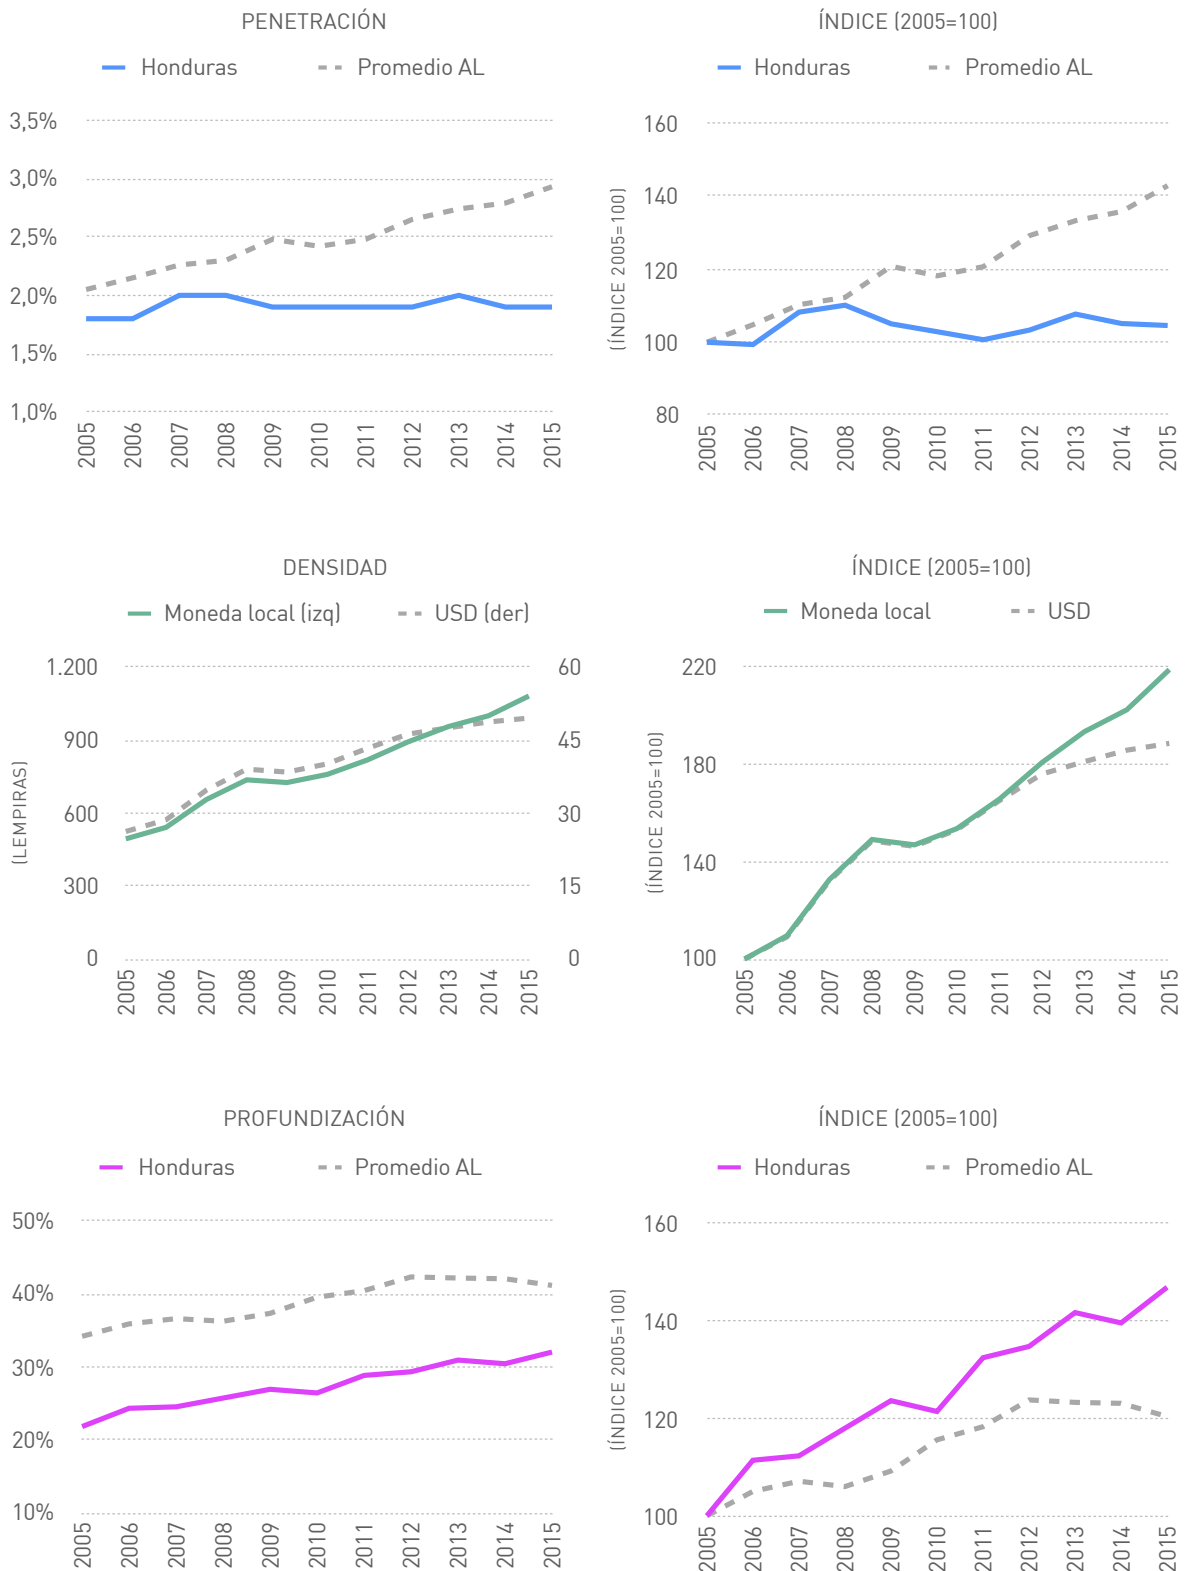 PENETRACIÓN
Honduras Promedio AL
3,5%
3,0%
2,5%
2,0%
1,5%
1,0%
2005 2006 2007 2008 2009 2010 2011 2012 2013 2014 2015
ÍNDICE (2005=100)
Honduras Promedio AL
(ÍNDICE 2005=100)
160
140
120
100
80
2005 2006 2007 2008 2009 2010 2011 2012 2013 2014 2015
DENSIDAD
Moneda local (izq) USD (der)
(LEMPIRAS)
1.200 60
900 45
600 30
300 15
0 0
2005 2006 2007 2008 2009 2010 2011 2012 2013 2014 2015
ÍNDICE (2005=100)
Moneda local USD
(ÍNDICE 2005=100)
220
180
140
100
2005 2006 2007 2008 2009 2010 2011 2012 2013 2014 2015
PROFUNDIZACIÓN
Honduras Promedio AL
50%
40%
30%
20%
10%
2005 2006 2007 2008 2009 2010 2011 2012 2013 2014 2015
ÍNDICE (2005=100)
Honduras Promedio AL
(ÍNDICE 2005=100)
160
140
120
100
2005 2006 2007 2008 2009 2010 2011 2012 2013 2014 2015